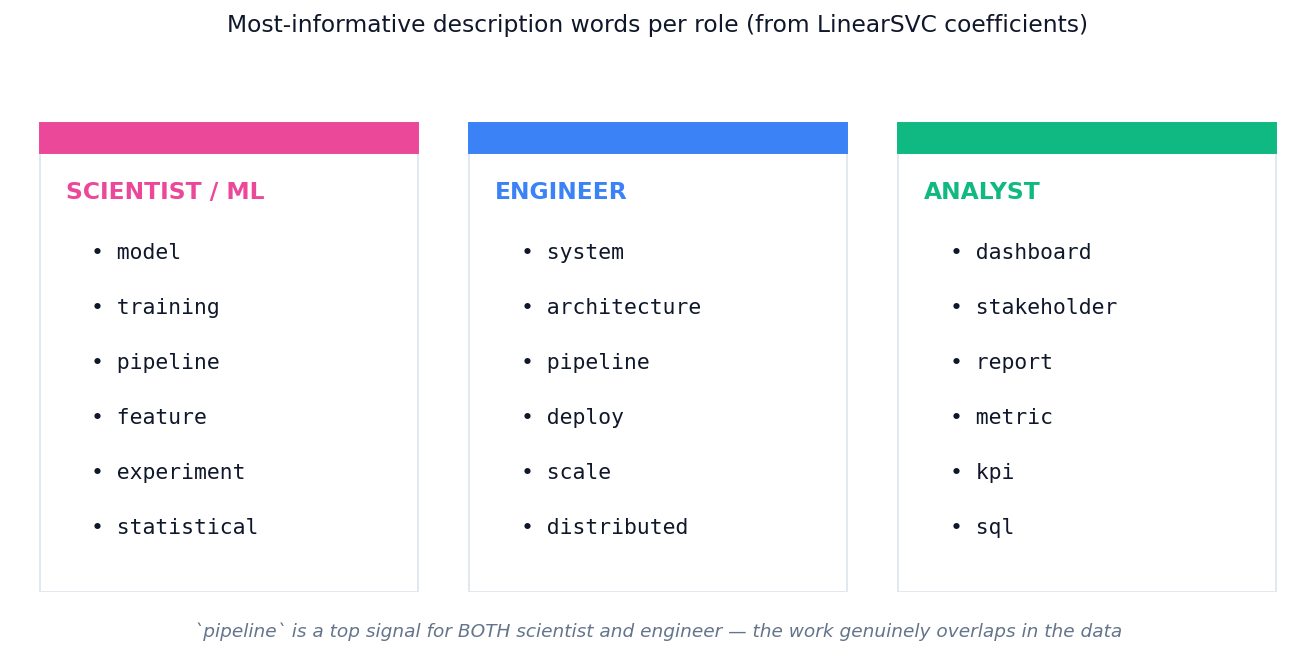 Most-informative description words per role (from LinearSVC coefficients)
SCIENTIST / ML
• model
• training
• pipeline
• feature
• experiment
• statistical
ENGINEER
• system
• architecture
• pipeline
• deploy
• scale
• distributed
ANALYST
• dashboard
• stakeholder
• report
• metric
• kpi
• sql
`pipeline` is a top signal for BOTH scientist and engineer — the work genuinely overlaps in the data